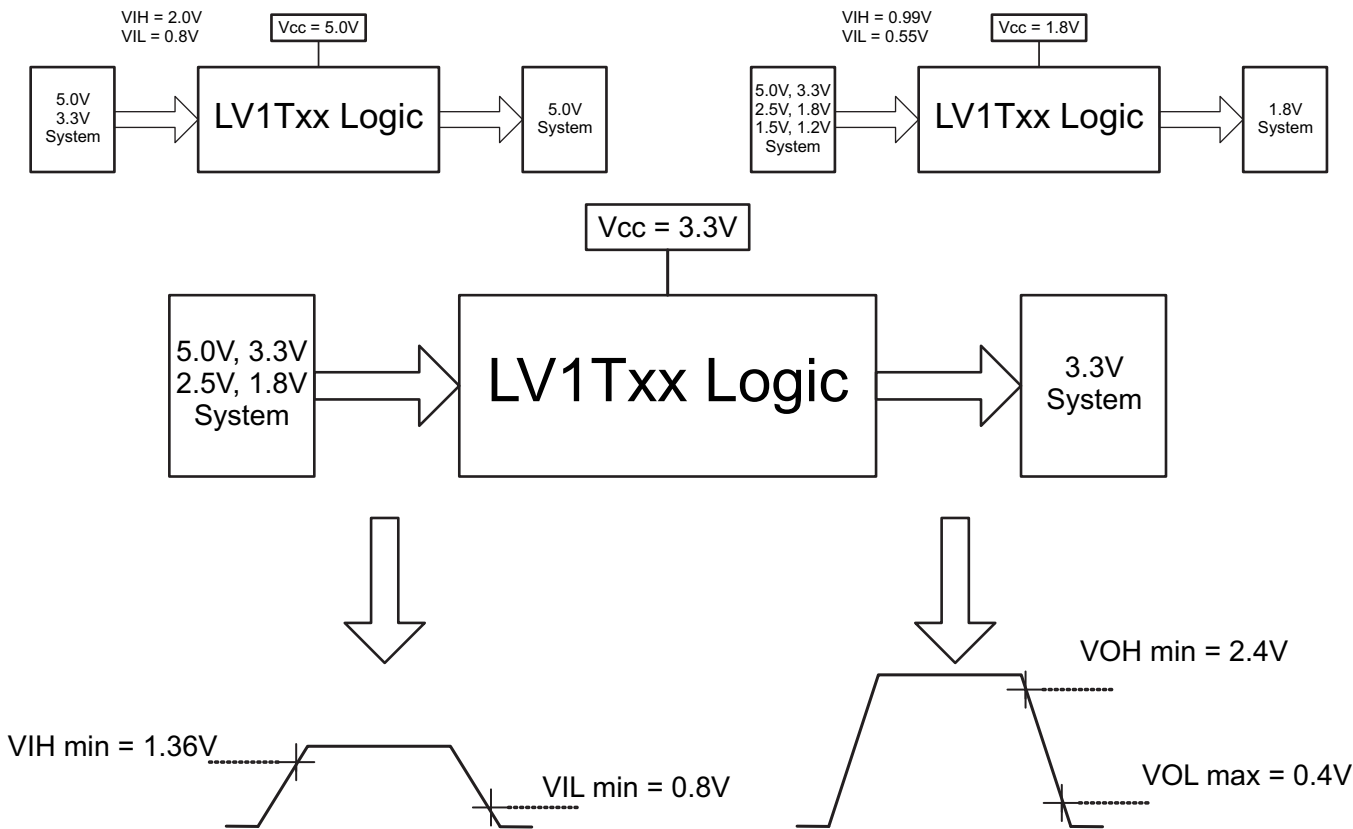 VIH = 2.0V
VIL = 0.8V
Vcc = 5.0V
5.0V
3.3V
System
LV1Txx Logic
5.0V
System
VIH = 0.99V
VIL = 0.55V
Vcc = 1.8V
5.0V, 3.3V
2.5V, 1.8V
1.5V, 1.2V
System
LV1Txx Logic
1.8V
System
Vcc = 3.3V
5.0V, 3.3V
2.5V, 1.8V
System
LV1Txx Logic
3.3V
System
VIH min = 1.36V
VIL min = 0.8V
VOH min = 2.4V
VOL max = 0.4V